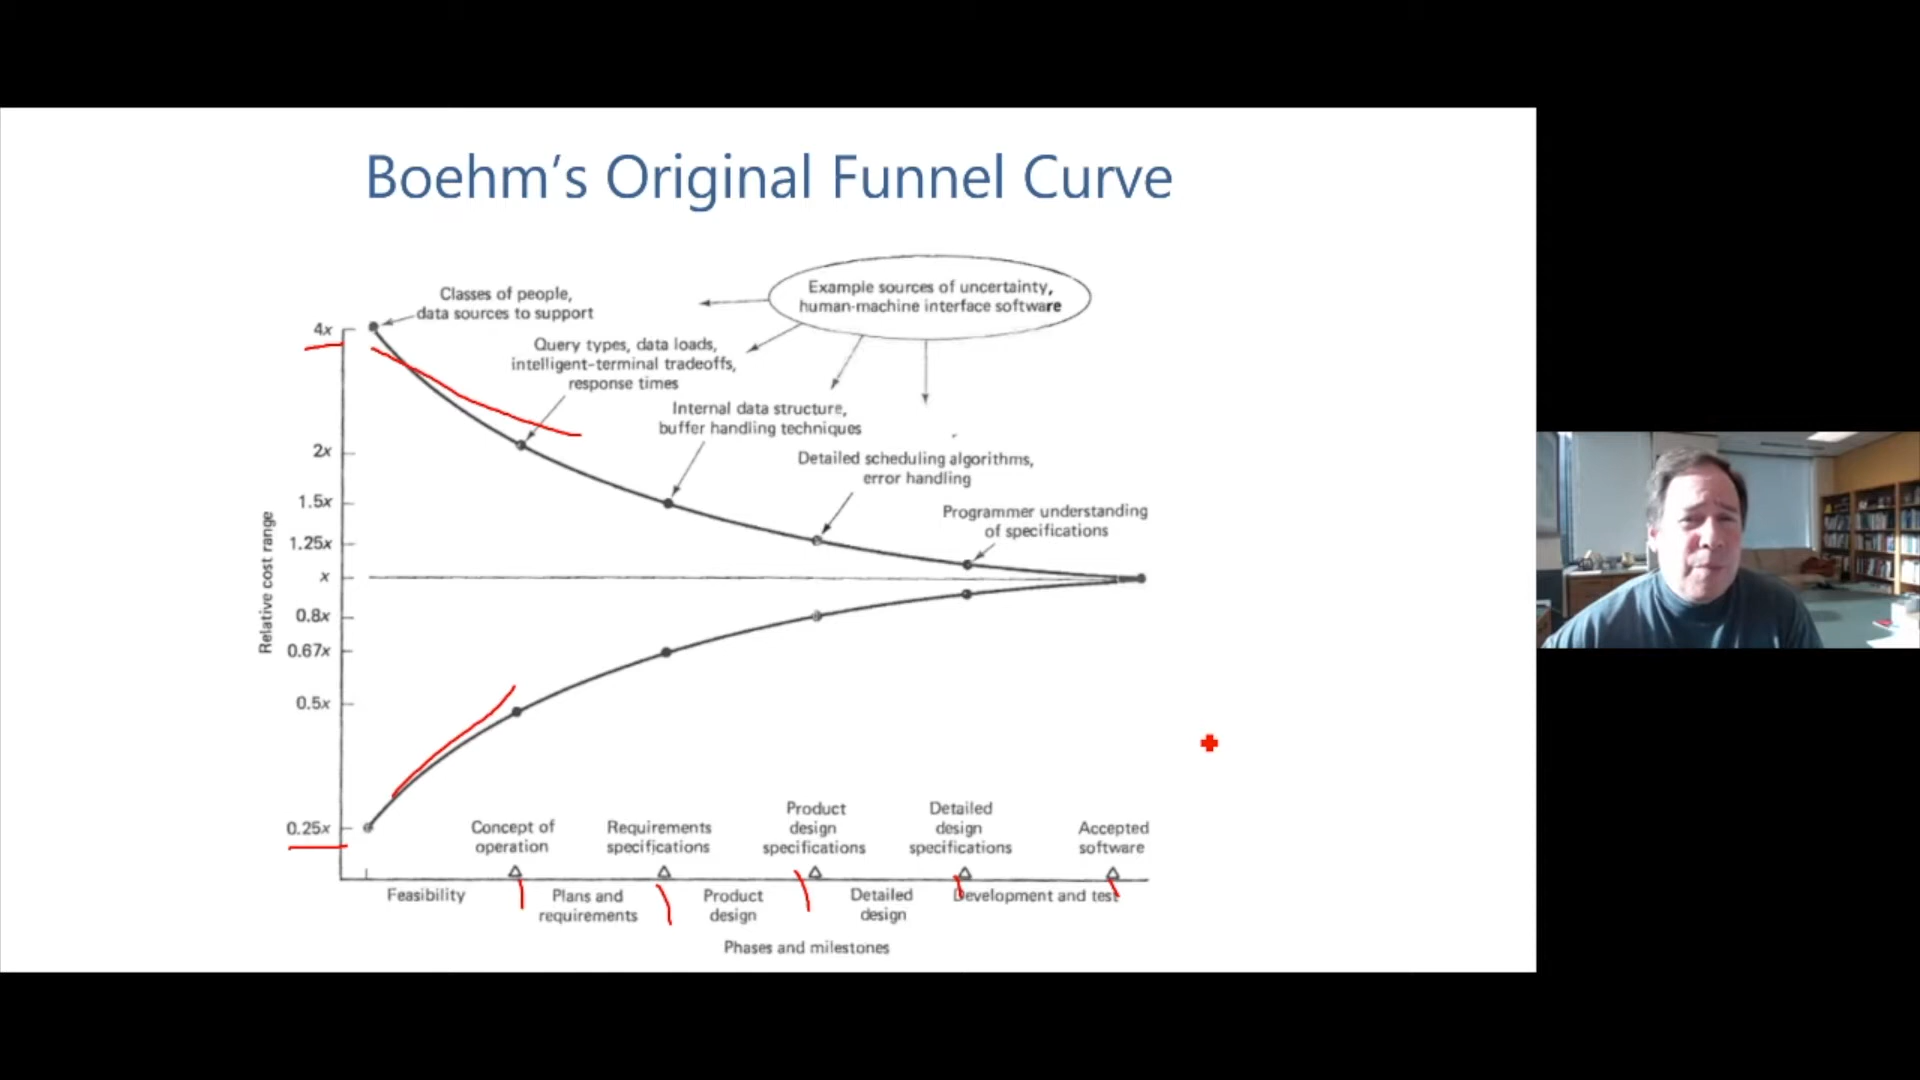 Boehm's Original Funnel Curve
Example sources of uncertainty,
human-machine interface software
Classes of people,
data sources to support
Query types, data loads,
intelligent-terminal tradeoffs,
response times
Internal data structure,
buffer handling techniques
Detailed scheduling algorithms,
error handling
Programmer understanding
of specifications
Relative cost range
4x
2x
1.5x
1.25x
x
0.8x
0.67x
0.5x
0.25x
Concept of
operation
Requirements
specifications
Product
design
specifications
Detailed
design
specifications
Accepted
software
Feasibility
Plans and
requirements
Product
design
Detailed
design
Development and test
Phases and milestones